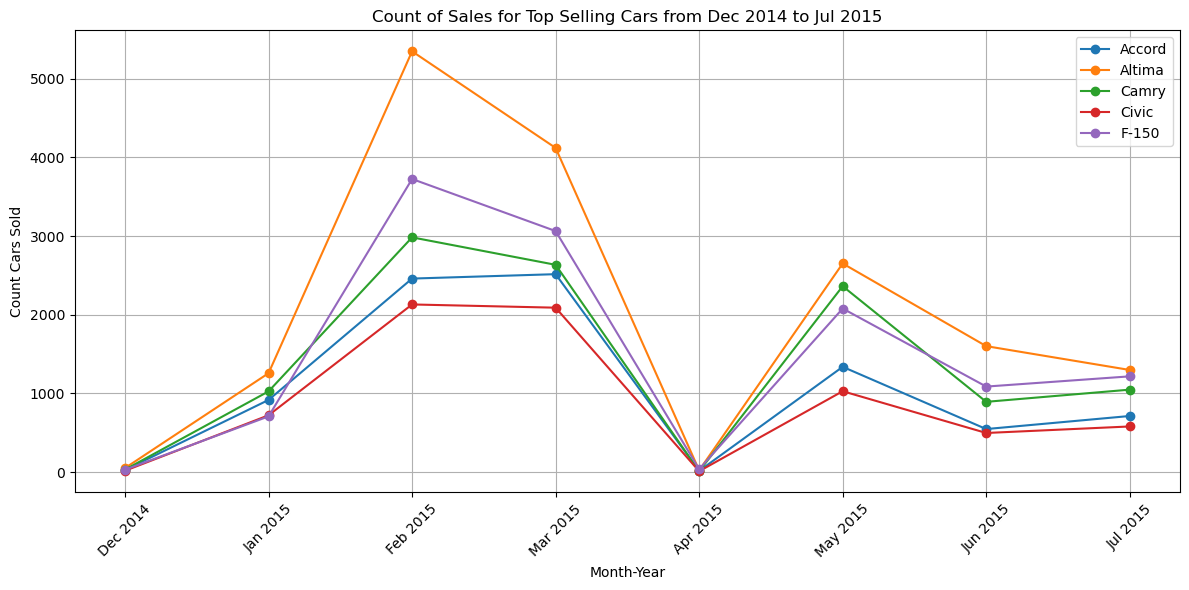 Count of Sales for Top Selling Cars from Dec 2014 to Jul 2015
Accord
Altima
Camry
Civic
F-150
5000
4000
3000
2000
1000
0
Count Cars Sold
Dec 2014
Jan 2015
Feb 2015
Mar 2015
Apr 2015
May 2015
Jun 2015
Jul 2015
Month-Year